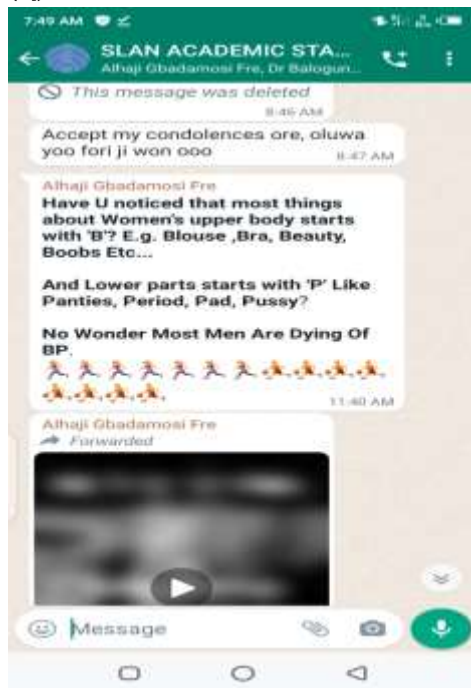 7:49 AM
SLAN ACADEMIC STA...
Alhaji Gbadamosi Fre, Dr Balogun...
This message was deleted
8:46 AM
Accept my condolences ore, oluwa
yoo fori ji won ooo
8:47 AM
Alhaji Gbadamosi Fre
Have U noticed that most things
about Women's upper body starts
with 'B'? E.g. Blouse ,Bra, Beauty,
Boobs Etc...
And Lower parts starts with 'P' Like
Panties, Period, Pad, Pussy?
No Wonder Most Men Are Dying Of
BP.
11:40 AM
Alhaji Gbadamosi Fre
Forwarded
Message